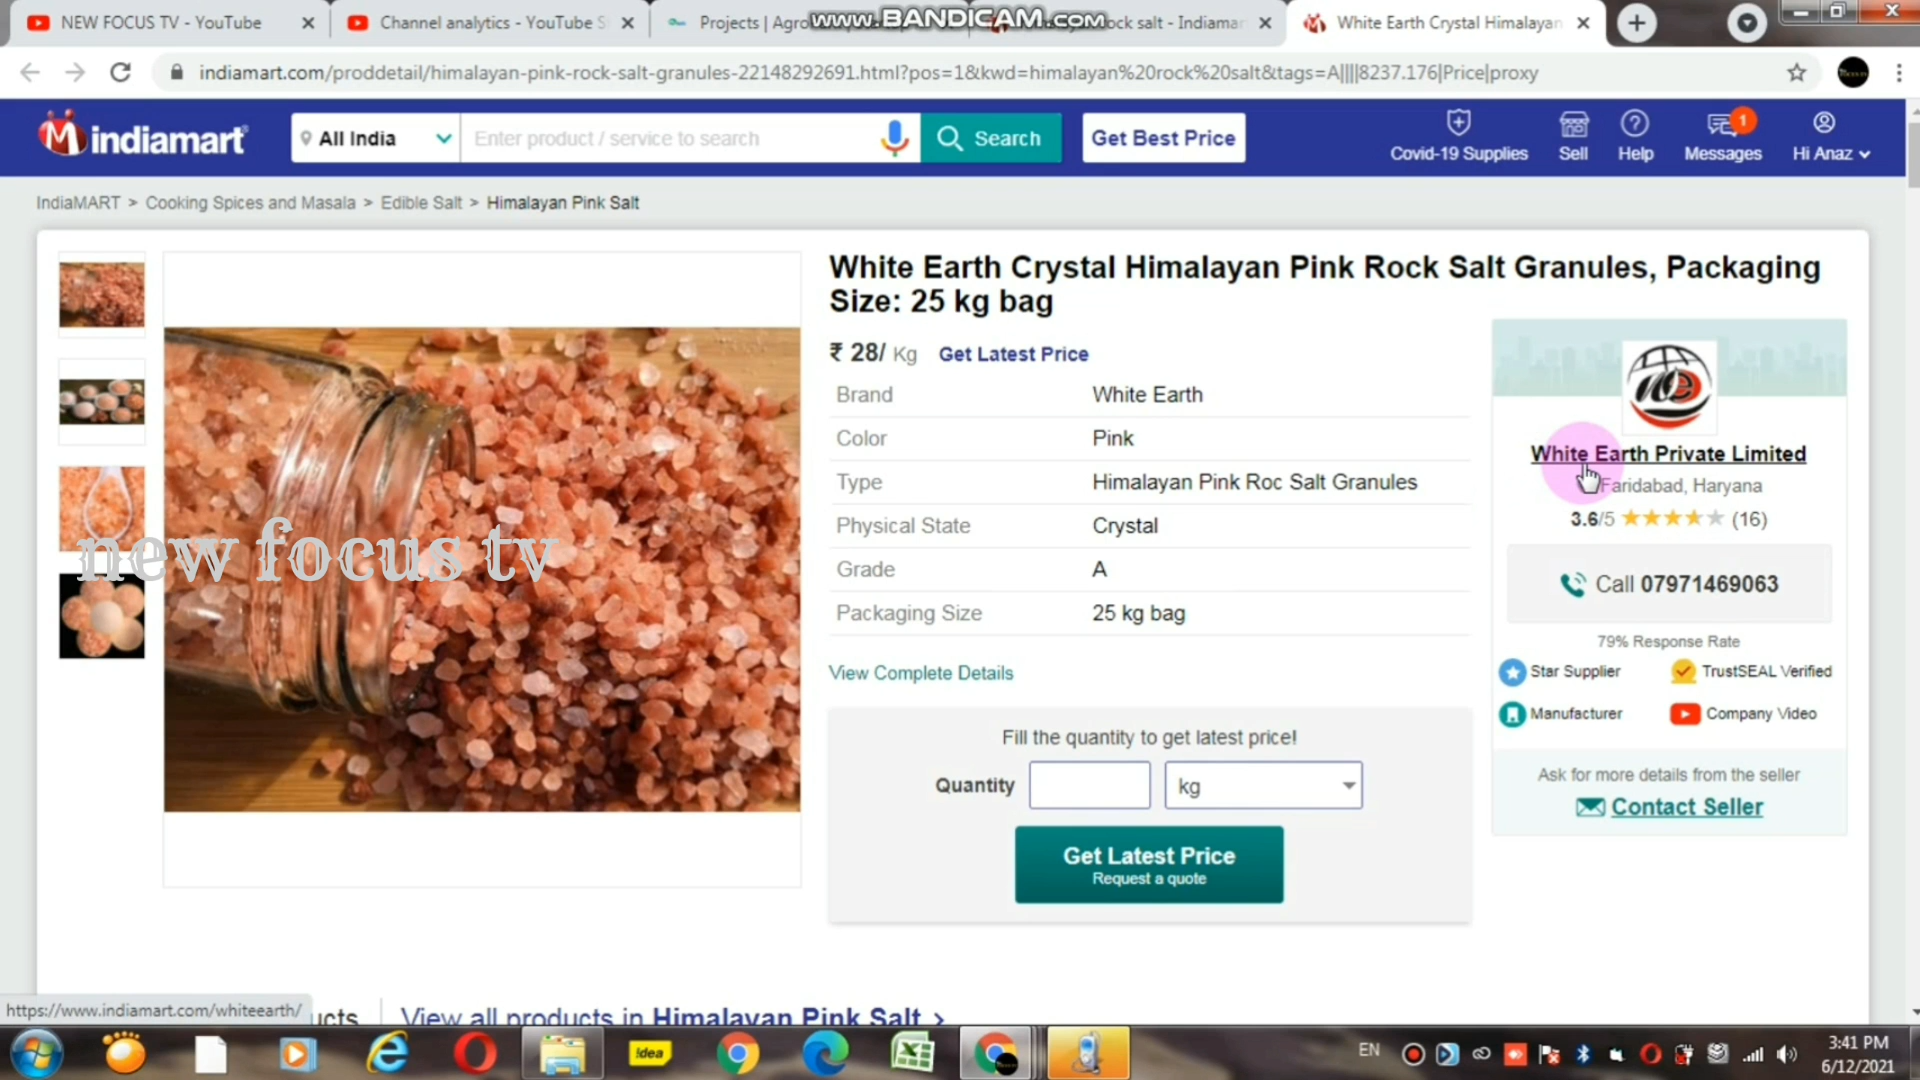 NEW FOCUS TV - YouTube
Channel analytics - YouTube S
Projects | Agro
www.BANDICAM.com
ock salt - Indiamar
White Earth Crystal Himalayan
indiamart.com/proddetail/himalayan-pink-rock-salt-granules-22148292691.html?pos=1&kwd=himalayan%20rock%20salt&tags=A||||8237.176|Price|proxy
indiamart
All India
Enter product / service to search
Search
Get Best Price
Covid-19 Supplies
Sell
Help
1
Messages
Hi Anaz
IndiaMART > Cooking Spices and Masala > Edible Salt > Himalayan Pink Salt
White Earth Crystal Himalayan Pink Rock Salt Granules, Packaging
Size: 25 kg bag
₹ 28/ Kg Get Latest Price
Brand White Earth
Color Pink
Type Himalayan Pink Roc Salt Granules
Physical State Crystal
Grade A
Packaging Size 25 kg bag
View Complete Details
Fill the quantity to get latest price!
Quantity kg
Get Latest Price
Request a quote
White Earth Private Limited
Faridabad, Haryana
3.6/5 (16)
Call 07971469063
79% Response Rate
Star Supplier TrustSEAL Verified
Manufacturer Company Video
Ask for more details from the seller
Contact Seller
new focus tv
https://www.indiamart.com/whiteearth/
ucts
View all products in Himalayan Pink Salt >
!dea
EN
3:41 PM
6/12/2021